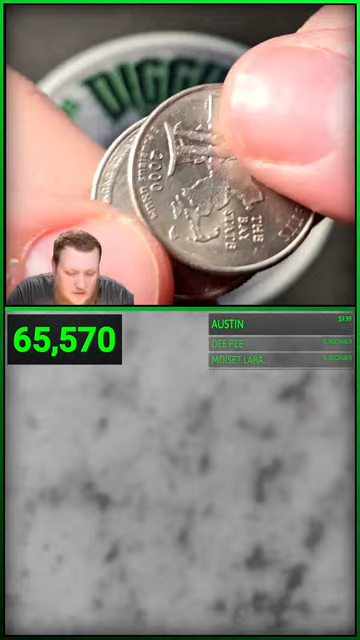 DIGG
2000
THE
BAY
STATE
65,570
AUSTIN
$9.99
DEE PEE
SUBSCRIBER
MOISET LARA
SUBSCRIBER